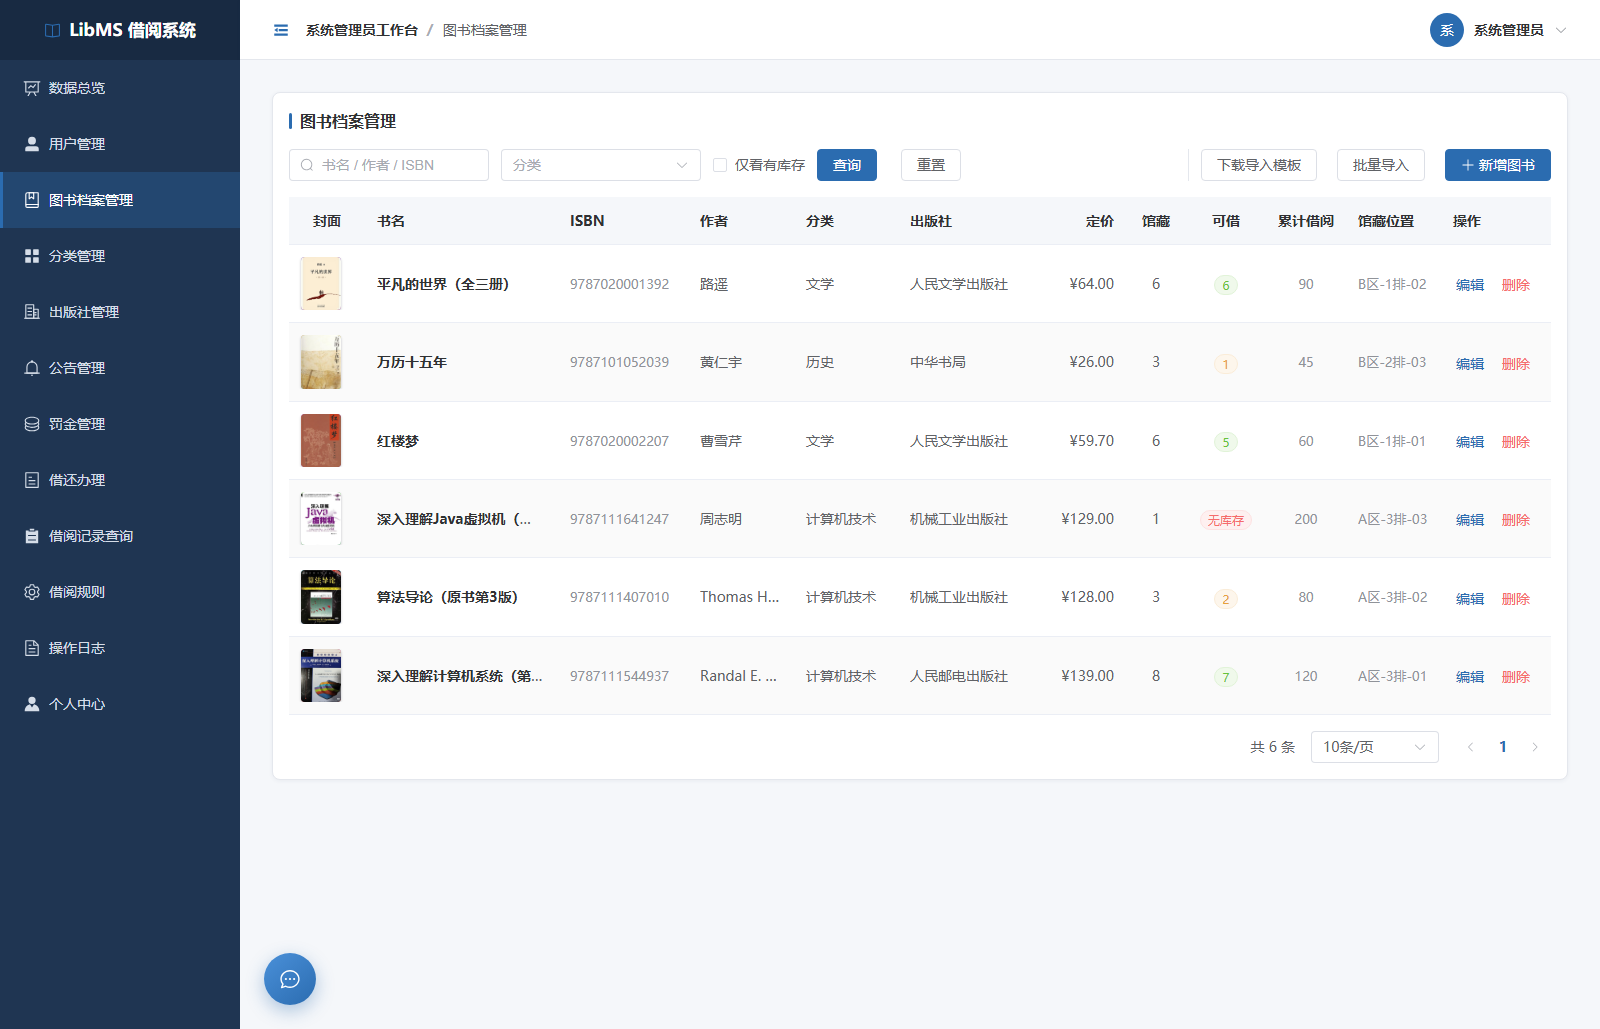 LibMS 借阅系统
系统管理员工作台 / 图书档案管理
系 系统管理员
数据总览
用户管理
图书档案管理
分类管理
出版社管理
公告管理
罚金管理
借还办理
借阅记录查询
借阅规则
操作日志
个人中心
图书档案管理
书名 / 作者 / ISBN 分类 仅看有库存 查询 重置 下载导入模板 批量导入 新增图书
封面 书名 ISBN 作者 分类 出版社 定价 馆藏 可借 累计借阅 馆藏位置 操作
平凡的世界（全三册） 9787020001392 路遥 文学 人民文学出版社 ¥64.00 6 6 90 B区-1排-02 编辑 删除
万历十五年 9787101052039 黄仁宇 历史 中华书局 ¥26.00 3 1 45 B区-2排-03 编辑 删除
红楼梦 9787020002207 曹雪芹 文学 人民文学出版社 ¥59.70 6 5 60 B区-1排-01 编辑 删除
深入理解Java虚拟机（... 9787111641247 周志明 计算机技术 机械工业出版社 ¥129.00 1 无库存 200 A区-3排-03 编辑 删除
算法导论（原书第3版） 9787111407010 Thomas H... 计算机技术 机械工业出版社 ¥128.00 3 2 80 A区-3排-02 编辑 删除
深入理解计算机系统（第... 9787111544937 Randal E. ... 计算机技术 人民邮电出版社 ¥139.00 8 7 120 A区-3排-01 编辑 删除
共 6 条 10条/页 1